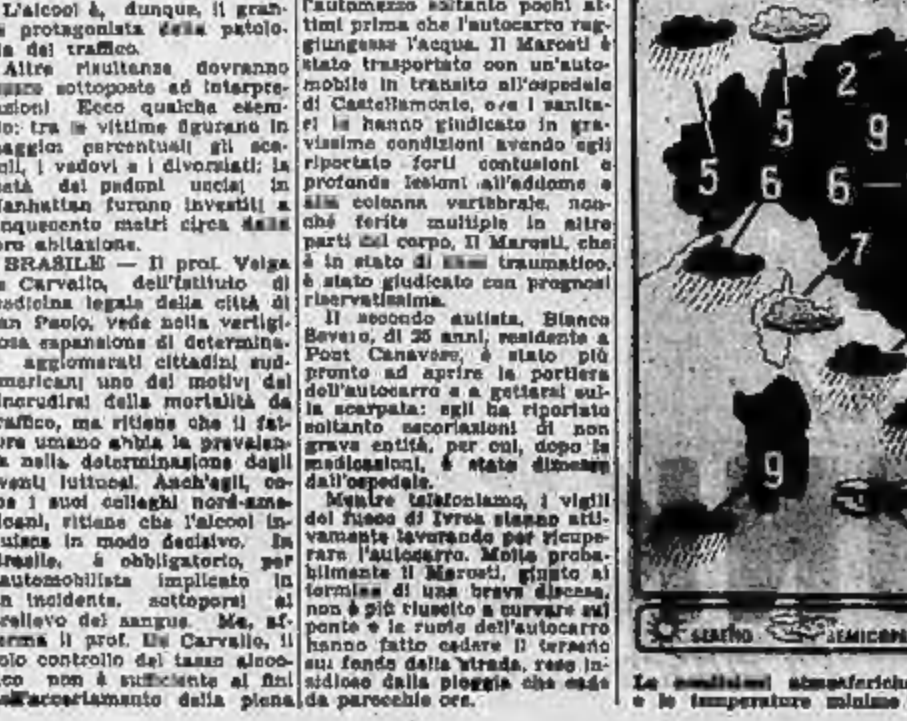 L'alcool è, dunque, il gran-
protagonista della patolo-
del traffico.
Altre risultanze dovranno
sottoposte ad interpre-
Ecco qualche esem-
tra le vittime figurano in
percentuali gli sca-
i vedovi e i divorziati; la
dei pedoni uccisi in
furono investiti a
metri circa dalla
abitazione.
BRASILE — Il prof. Veiga
Carvalho, dell'Istituto di
legale della città di
Paolo, vede nella vertigi-
espansione di determina-
agglomerati cittadini sud-
uno dei motivi del
della mortalità da
ma ritiene che il fat-
umano abbia la prevalen-
nella determinazione degli
luttuosi. Anch'egli, co-
i suoi colleghi nord-ame-
ritiene che l'alcool in-
in modo decisivo. In
è obbligatorio, per
automobilista implicato in
incidente, sottoporsi al
del sangue. Ma, af-
il prof. De Carvallo, il
controllo del tasso alcoo-
non è sufficiente ai fini
della piena
l'automezzo soltanto pochi at-
timi prima che l'autocarro rag-
giungesse l'acqua. Il Marosti è
stato trasportato con un'auto-
mobile in transito all'ospedale
di Castellamonte, ove i sanita-
ri lo hanno giudicato in gra-
vissime condizioni avendo egli
riportato forti contusioni e
profonde lesioni all'addome e
alla colonna vertebrale, non-
ché ferite multiple in altre
parti del corpo. Il Marosti, che
è in stato di traumatico,
è stato giudicato con prognosi
riservatissima.
Il secondo autista, Bianco
Severo, di 25 anni, residente a
Pont Canavese, è stato più
pronto ad aprire la portiera
dell'autocarro e a gettarsi sul-
la scarpata: egli ha riportato
soltanto escoriazioni di non
grave entità, per cui, dopo le
medicazioni, è stato dimesso
dall'ospedale.
Mentre telefoniamo, i vigili
del fuoco di Ivrea stanno atti-
vamente lavorando per ricupe-
rare l'autocarro. Molto proba-
bilmente il Marosti, giunto al
termine di una breve discesa,
non è più riuscito a curvare sul
ponte e le ruote dell'autocarro
hanno fatto cedere il terreno
sul fondo della strada, reso in-
sidioso dalla pioggia che cade
da parecchie ore.
2
5
9
5
6
6 —
7
9
SERENO
Le condizioni
e le temperature minime